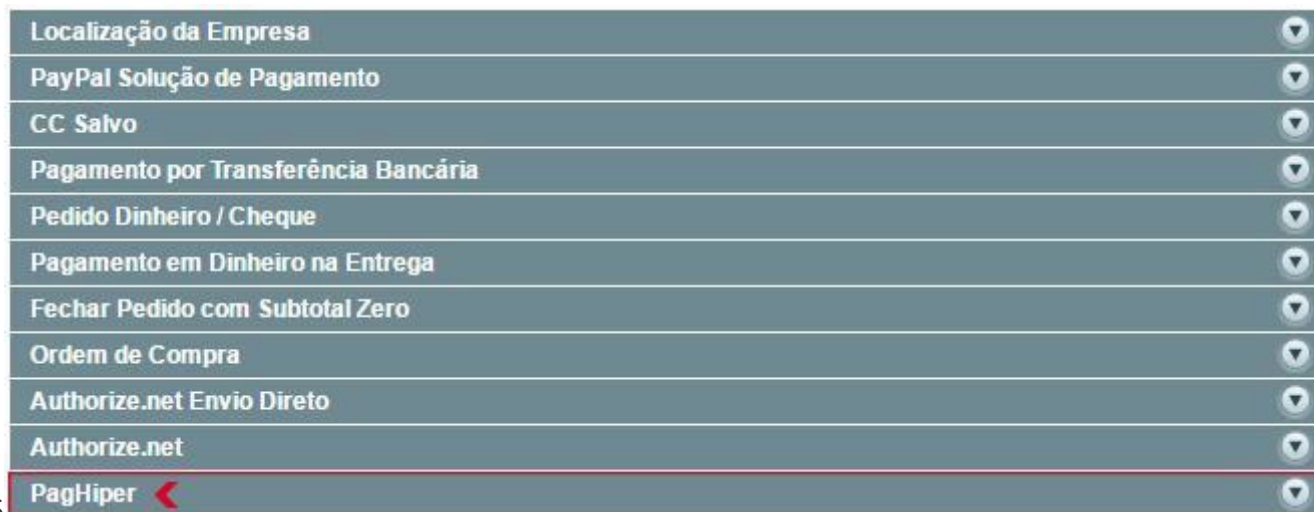 Localização da Empresa
PayPal Solução de Pagamento
CC Salvo
Pagamento por Transferência Bancária
Pedido Dinheiro / Cheque
Pagamento em Dinheiro na Entrega
Fechar Pedido com Subtotal Zero
Ordem de Compra
Authorize.net Envio Direto
Authorize.net
PagHiper